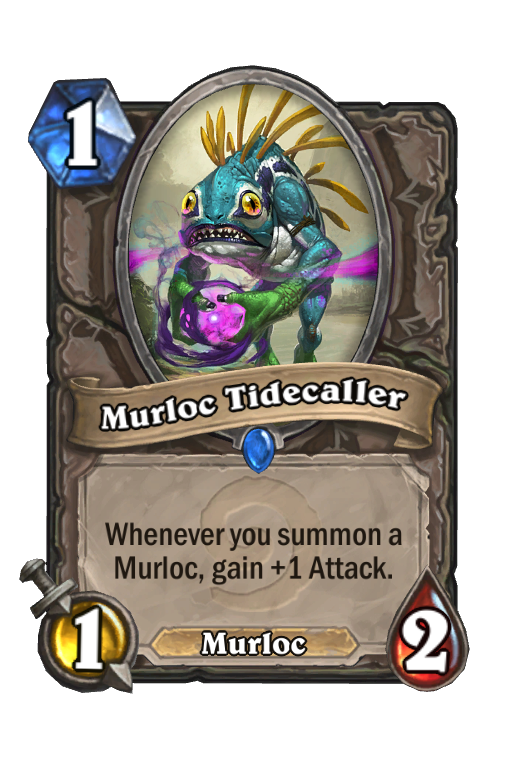 1
Murloc Tidecaller
Whenever you summon a
Murloc, gain +1 Attack.
1
Murloc
2